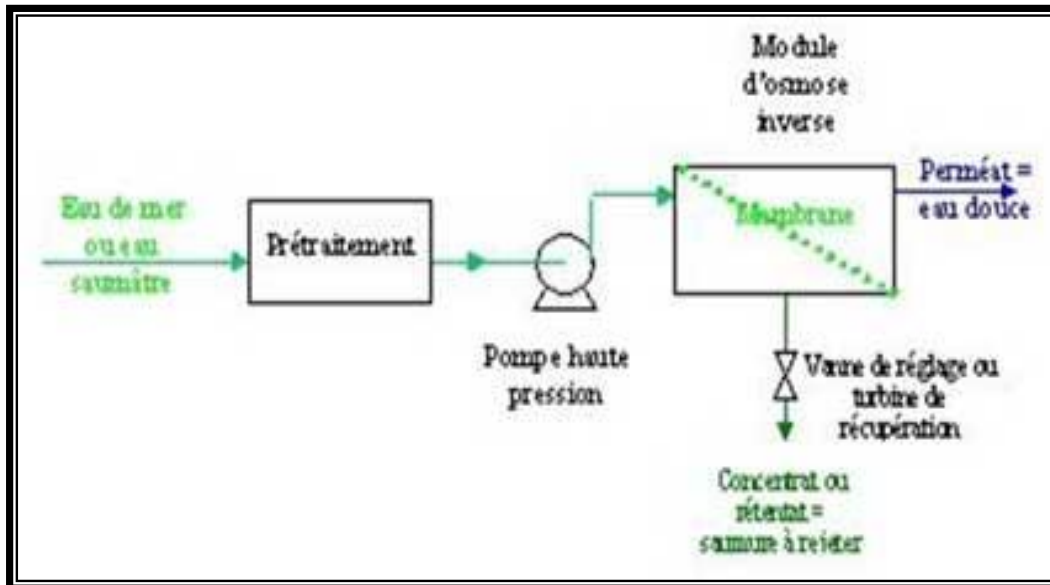 Module
d'osmose
inverse
Eau de mer
ou eau
saumâtre
Prétraitement
Pompe haute
pression
Membrane
Perméat =
eau douce
Vanne de réglage ou
turbine de
récupération
Concentrat ou
rétentat =
saumure à rejeter